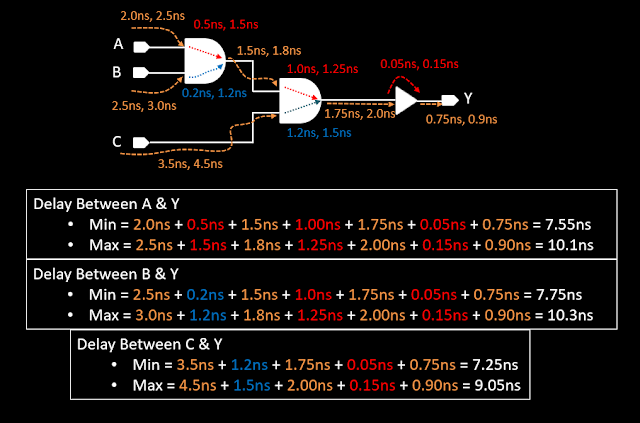 2.0ns, 2.5ns
0.5ns, 1.5ns
A
1.5ns, 1.8ns
B
1.0ns, 1.25ns
0.05ns, 0.15ns
0.2ns, 1.2ns
2.5ns, 3.0ns
Y
1.75ns, 2.0ns
0.75ns, 0.9ns
C
1.2ns, 1.5ns
3.5ns, 4.5ns
Delay Between A & Y
• Min = 2.0ns + 0.5ns + 1.5ns + 1.00ns + 1.75ns + 0.05ns + 0.75ns = 7.55ns
• Max = 2.5ns + 1.5ns + 1.8ns + 1.25ns + 2.00ns + 0.15ns + 0.90ns = 10.1ns
Delay Between B & Y
• Min = 2.5ns + 0.2ns + 1.5ns + 1.0ns + 1.75ns + 0.05ns + 0.75ns = 7.75ns
• Max = 3.0ns + 1.2ns + 1.8ns + 1.25ns + 2.00ns + 0.15ns + 0.90ns = 10.3ns
Delay Between C & Y
• Min = 3.5ns + 1.2ns + 1.75ns + 0.05ns + 0.75ns = 7.25ns
• Max = 4.5ns + 1.5ns + 2.00ns + 0.15ns + 0.90ns = 9.05ns